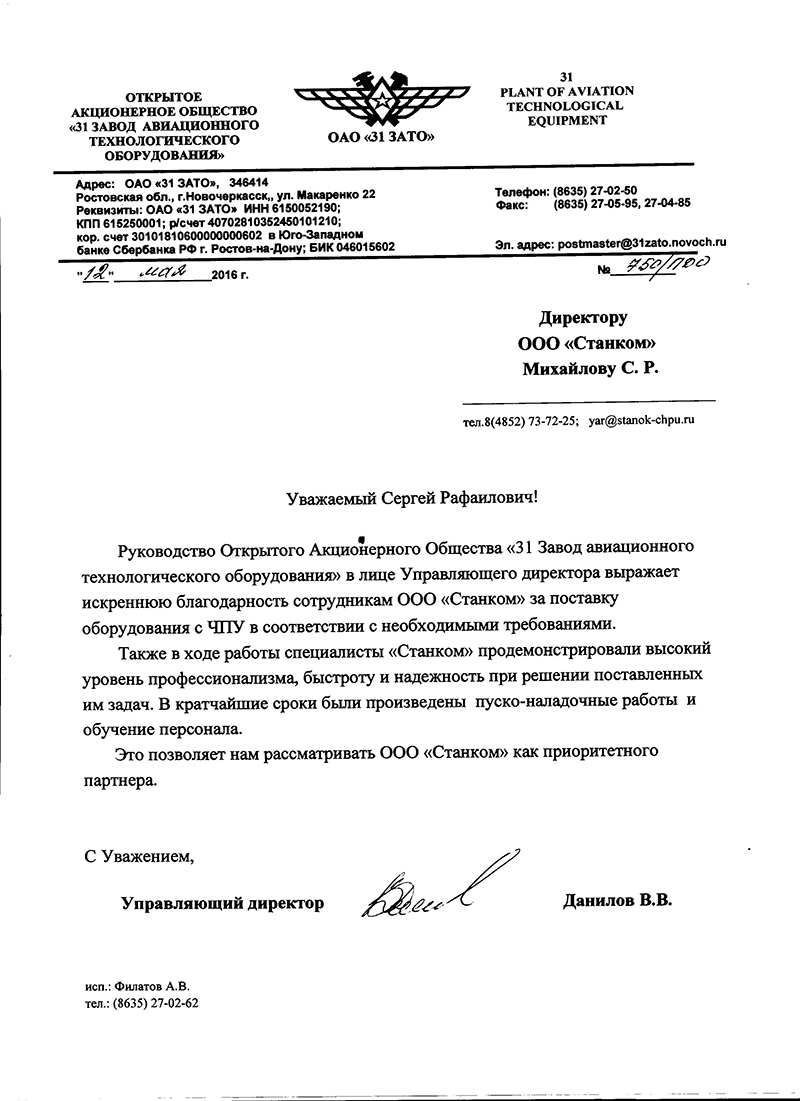 ОТКРЫТОЕ
АКЦИОНЕРНОЕ ОБЩЕСТВО
«31 ЗАВОД АВИАЦИОННОГО
ТЕХНОЛОГИЧЕСКОГО
ОБОРУДОВАНИЯ»
ОАО «31 ЗАТО»
31
PLANT OF AVIATION
TECHNOLOGICAL
EQUIPMENT
Адрес: ОАО «31 ЗАТО», 346414
Ростовская обл., г.Новочеркасск,, ул. Макаренко 22
Реквизиты: ОАО «31 ЗАТО» ИНН 6150052190;
КПП 615250001; р/счет 40702810352450101210;
кор. счет 30101810600000000602 в Юго-Западном
банке Сбербанка РФ г. Ростов-на-Дону; БИК 046015602
Телефон: (8635) 27-02-50
Факс: (8635) 27-05-95, 27-04-85
Эл. адрес: postmaster@31zato.novoch.ru
"12" мая 2016 г.
№ 750/ПОО
Директору
ООО «Станком»
Михайлову С. Р.
тел.8(4852) 73-72-25; yar@stanok-chpu.ru
Уважаемый Сергей Рафаилович!
Руководство Открытого Акционерного Общества «31 Завод авиационного
технологического оборудования» в лице Управляющего директора выражает
искреннюю благодарность сотрудникам ООО «Станком» за поставку
оборудования с ЧПУ в соответствии с необходимыми требованиями.
Также в ходе работы специалисты «Станком» продемонстрировали высокий
уровень профессионализма, быстроту и надежность при решении поставленных
им задач. В кратчайшие сроки были произведены пуско-наладочные работы и
обучение персонала.
Это позволяет нам рассматривать ООО «Станком» как приоритетного
партнера.
С Уважением,
Управляющий директор
Данилов В.В.
исп.: Филатов А.В.
тел.: (8635) 27-02-62